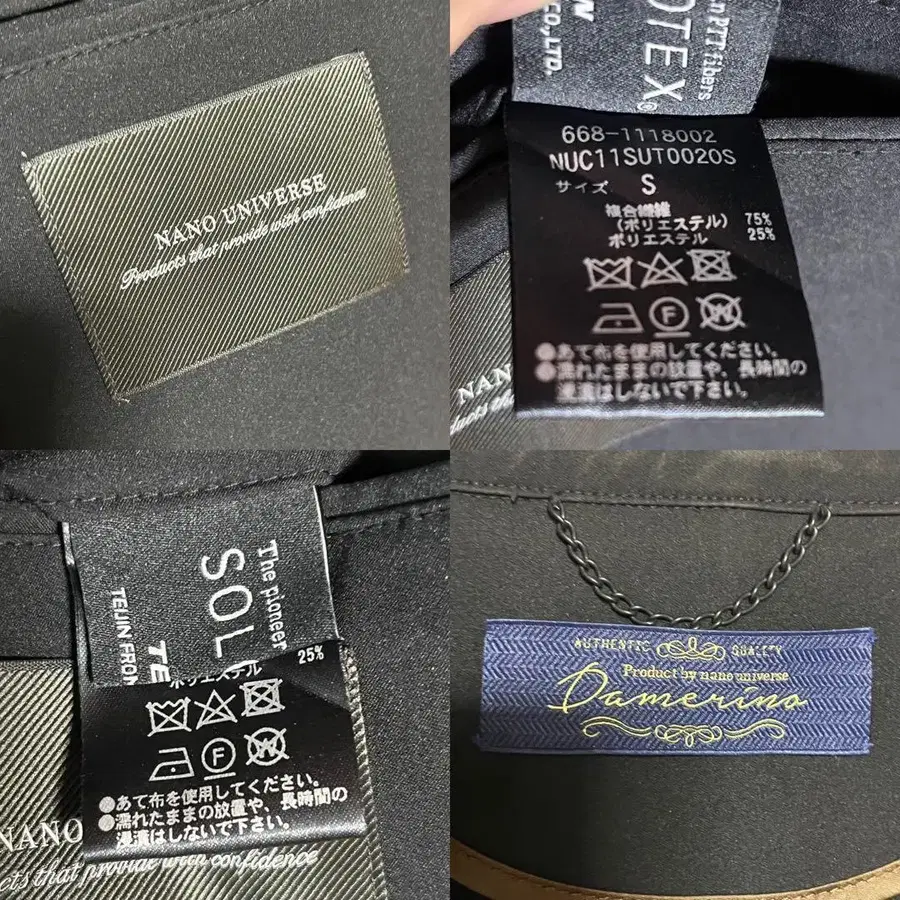 NANO UNIVERSE
Products that provide with confidence
n PTT fibers
OTEX®
N
CO.,LTD.
668-1118002
NUC11SUT0020S
サイズ S
複合繊維
(ポリエステル) 75%
ポリエステル 25%
F
W
●あて布を使用してください。
●濡れたままの放置や、長時間の
浸漬はしないで下さい。
NANO
The pioneer
SOL
TE
TEIJIN FRON
ポリエステル 25%
F
W
●あて布を使用してください。
●濡れたままの放置や、長時間の
浸漬はしないで下さい。
NANO
cts that provide with confidence
AUTHENTIC QUALITY
Product by nano universe
Damerino